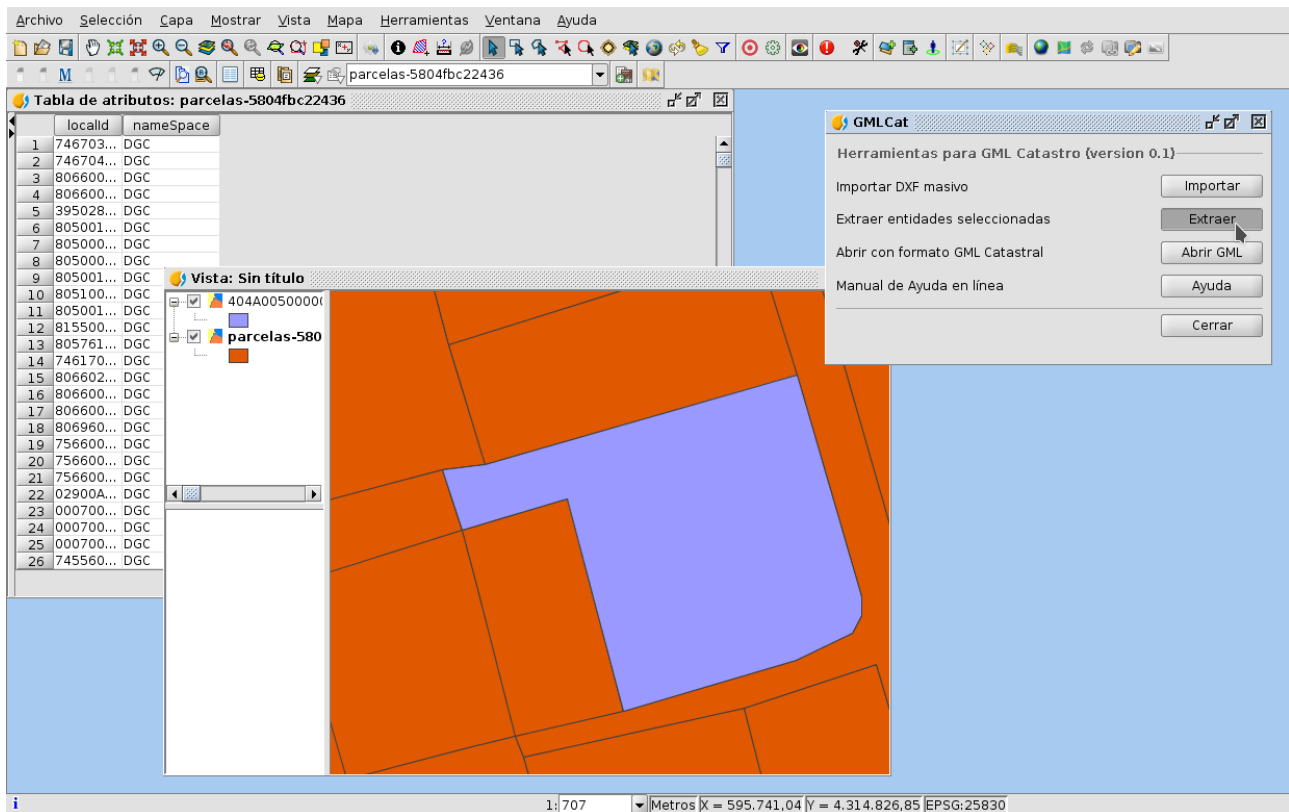 Archivo Selección Capa Mostrar Vista Mapa Herramientas Ventana Ayuda
M parcelas-5804fbc22436
Tabla de atributos: parcelas-5804fbc22436
localId nameSpace
1 746703... DGC
2 746704... DGC
3 806600... DGC
4 806600... DGC
5 395028... DGC
6 805001... DGC
7 805000... DGC
8 805000... DGC
9 805001... DGC
10 805100... DGC
11 805001... DGC
12 815500... DGC
13 805761... DGC
14 746170... DGC
15 806602... DGC
16 806600... DGC
17 806600... DGC
18 806960... DGC
19 756600... DGC
20 756600... DGC
21 756600... DGC
22 02900A... DGC
23 000700... DGC
24 000700... DGC
25 000700... DGC
26 745560... DGC
Vista: Sin título
404A0050000
parcelas-580
GMLCat
Herramientas para GML Catastro (version 0.1)
Importar DXF masivo Importar
Extraer entidades seleccionadas Extraer
Abrir con formato GML Catastral Abrir GML
Manual de Ayuda en línea Ayuda
Cerrar
1: 707 Metros X = 595.741,04 Y = 4.314.826,85 EPSG:25830